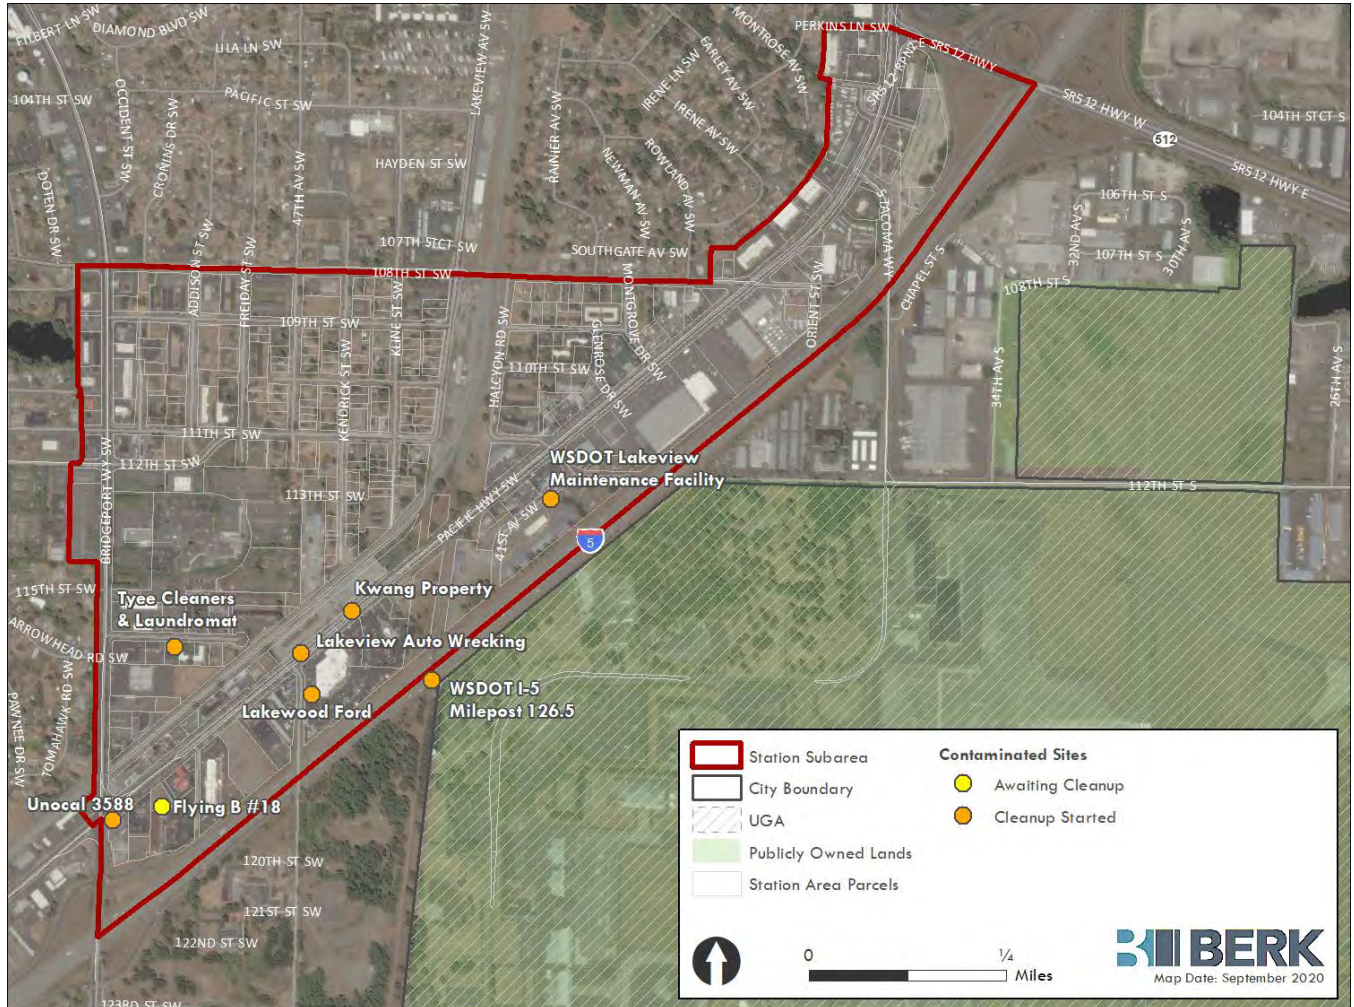 FILBERT LN SW
DIAMOND BLVD SW
LILA LN SW
LAKEVIEW AV SW
MONTROSE AV SW
PERKINS LN SW
E SR512 HWY
SR512 HWY W
104TH STCT S
512
SR512 HWY E
104TH ST SW
OCCIDENT ST SW
PACIFIC ST SW
EARLEY AV SW
IRENE LN SW
IRENE AV SW
CRONINS DR SW
HAYDEN ST SW
RAINIER AV SW
ROWLAND AV SW
NEWMAN AV SW
106TH ST S
DOTEN DR SW
47TH AV SW
107TH STCT SW
SOUTHGATE AV SW
S TACOMA WY
32ND AV S
107TH ST S
30TH AV S
ADDISON ST SW
FREIDAY ST SW
108TH ST SW
MONTGROVE DR SW
ORIENT ST SW
CHAPEL ST S
108TH ST S
109TH ST SW
KLINE ST SW
HALCYON RD SW
GLENROSE DR SW
110TH ST SW
34TH AV S
26TH AV S
KENDRICK ST SW
111TH ST SW
112TH ST SW
BRIDGEPORT WY SW
113TH ST SW
PACIFIC HWY SW
41ST AV SW
WSDOT Lakeview
Maintenance Facility
112TH ST S
5
115TH ST SW
Tyee Cleaners
& Laundromat
Kwang Property
ARROWHEAD RD SW
Lakeview Auto Wrecking
TOMAHAWK RD SW
PAWNEE DR SW
Lakewood Ford
WSDOT I-5
Milepost 126.5
Unocal 3588
Flying B #18
120TH ST SW
121ST ST SW
122ND ST SW
123RD ST SW
Station Subarea
City Boundary
UGA
Publicly Owned Lands
Station Area Parcels
Contaminated Sites
Awaiting Cleanup
Cleanup Started
0
¼
Miles
BERK
Map Date: September 2020